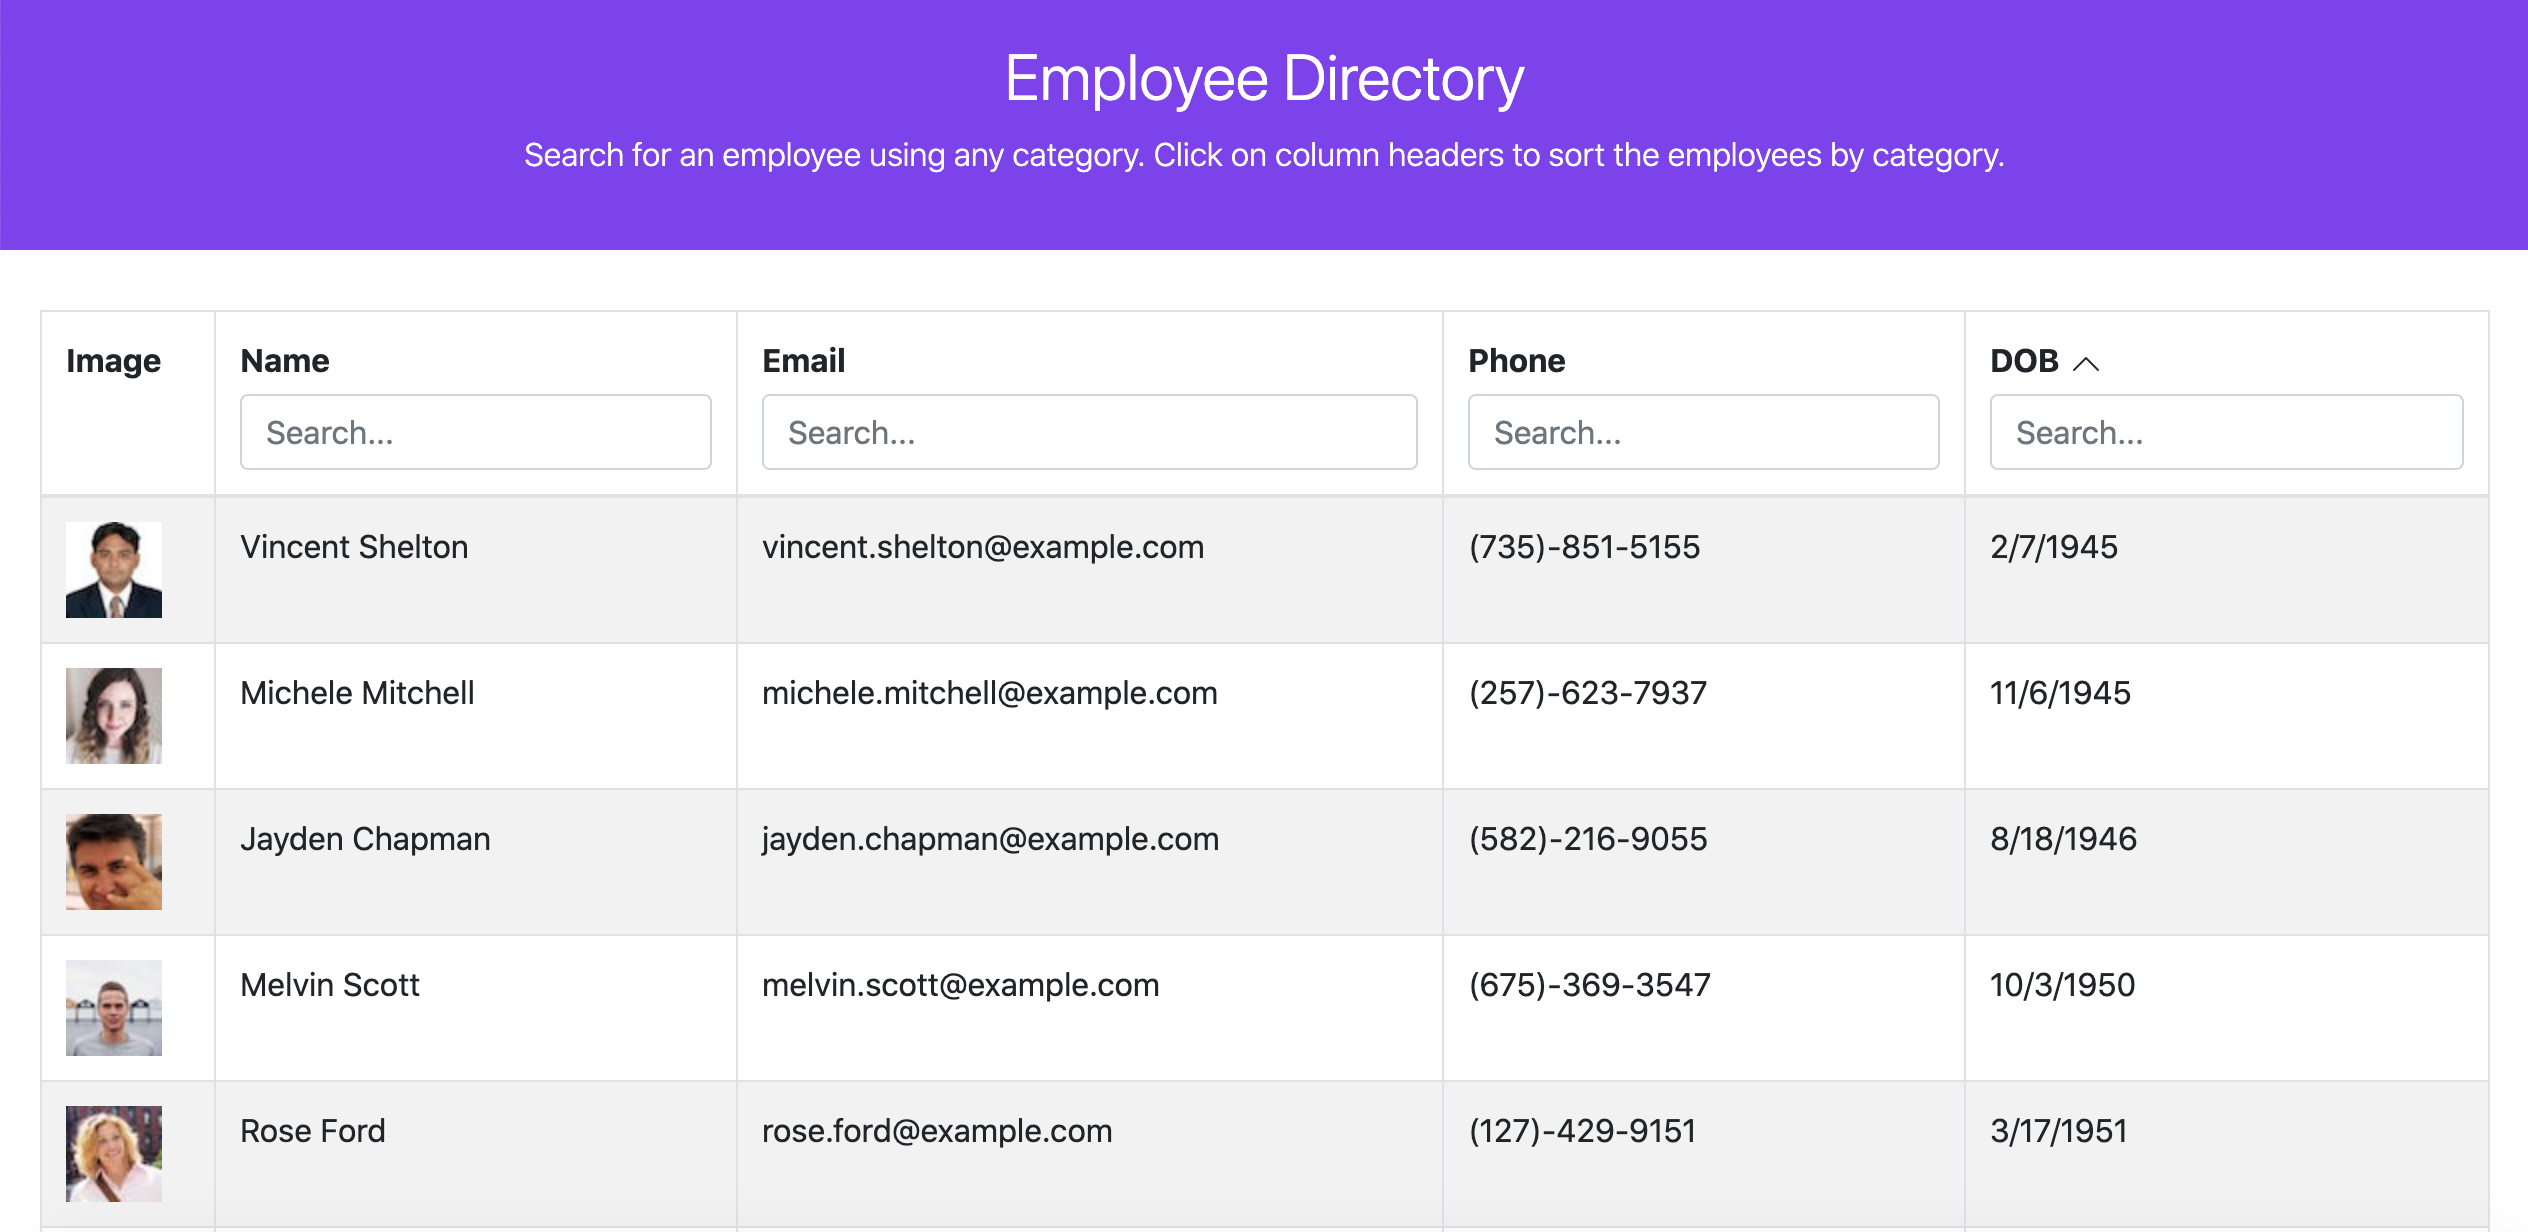 Employee Directory
Search for an employee using any category. Click on column headers to sort the employees by category.
Image Name Email Phone DOB
Search... Search... Search... Search...
Vincent Shelton vincent.shelton@example.com (735)-851-5155 2/7/1945
Michele Mitchell michele.mitchell@example.com (257)-623-7937 11/6/1945
Jayden Chapman jayden.chapman@example.com (582)-216-9055 8/18/1946
Melvin Scott melvin.scott@example.com (675)-369-3547 10/3/1950
Rose Ford rose.ford@example.com (127)-429-9151 3/17/1951